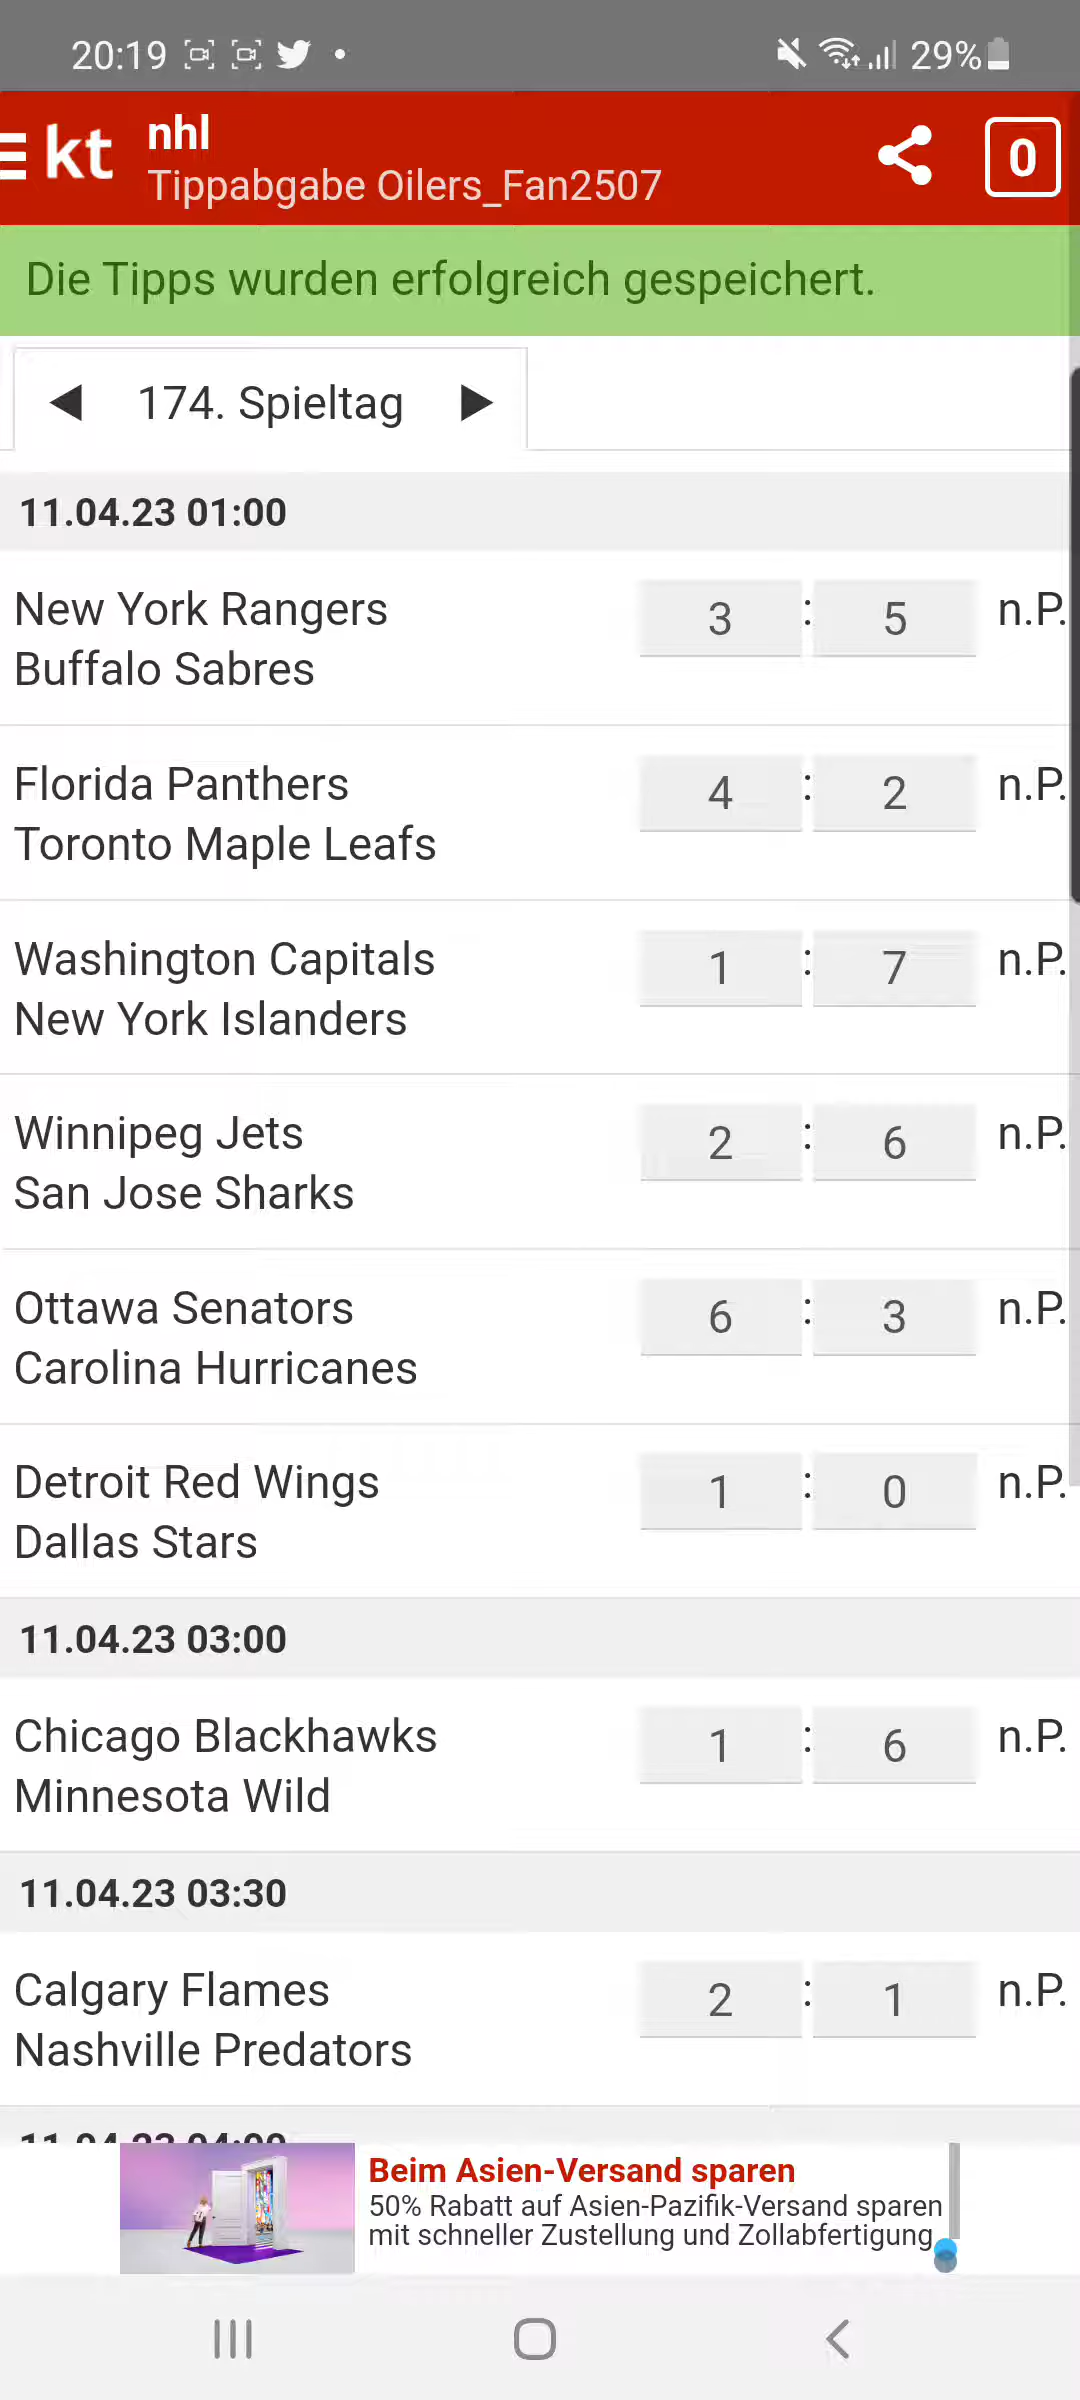 20:19 29%
kt nhl 0
Tippabgabe Oilers_Fan2507
Die Tipps wurden erfolgreich gespeichert.
174. Spieltag
11.04.23 01:00
New York Rangers 3 : 5 n.P.
Buffalo Sabres
Florida Panthers 4 : 2 n.P.
Toronto Maple Leafs
Washington Capitals 1 : 7 n.P.
New York Islanders
Winnipeg Jets 2 : 6 n.P.
San Jose Sharks
Ottawa Senators 6 : 3 n.P.
Carolina Hurricanes
Detroit Red Wings 1 : 0 n.P.
Dallas Stars
11.04.23 03:00
Chicago Blackhawks 1 : 6 n.P.
Minnesota Wild
11.04.23 03:30
Calgary Flames 2 : 1 n.P.
Nashville Predators
11.04.23 04:00
Beim Asien-Versand sparen
50% Rabatt auf Asien-Pazifik-Versand sparen
mit schneller Zustellung und Zollabfertigung.